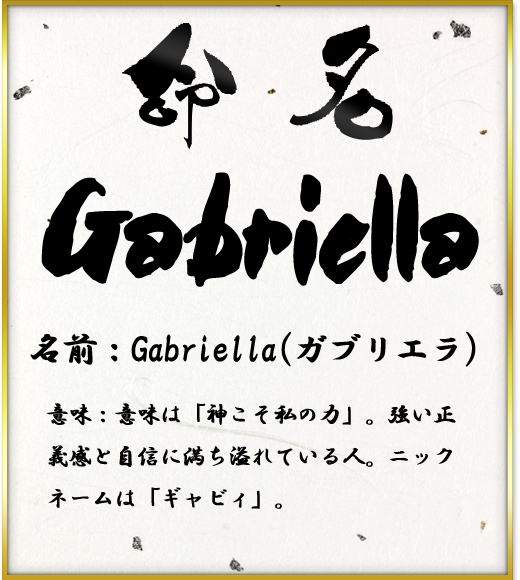 命名
Gabriella
名前：Gabriella(ガブリエラ)
意味：意味は「神こそ私の力」。強い正
義感と自信に満ち溢れている人。ニック
ネームは「ギャビィ」。